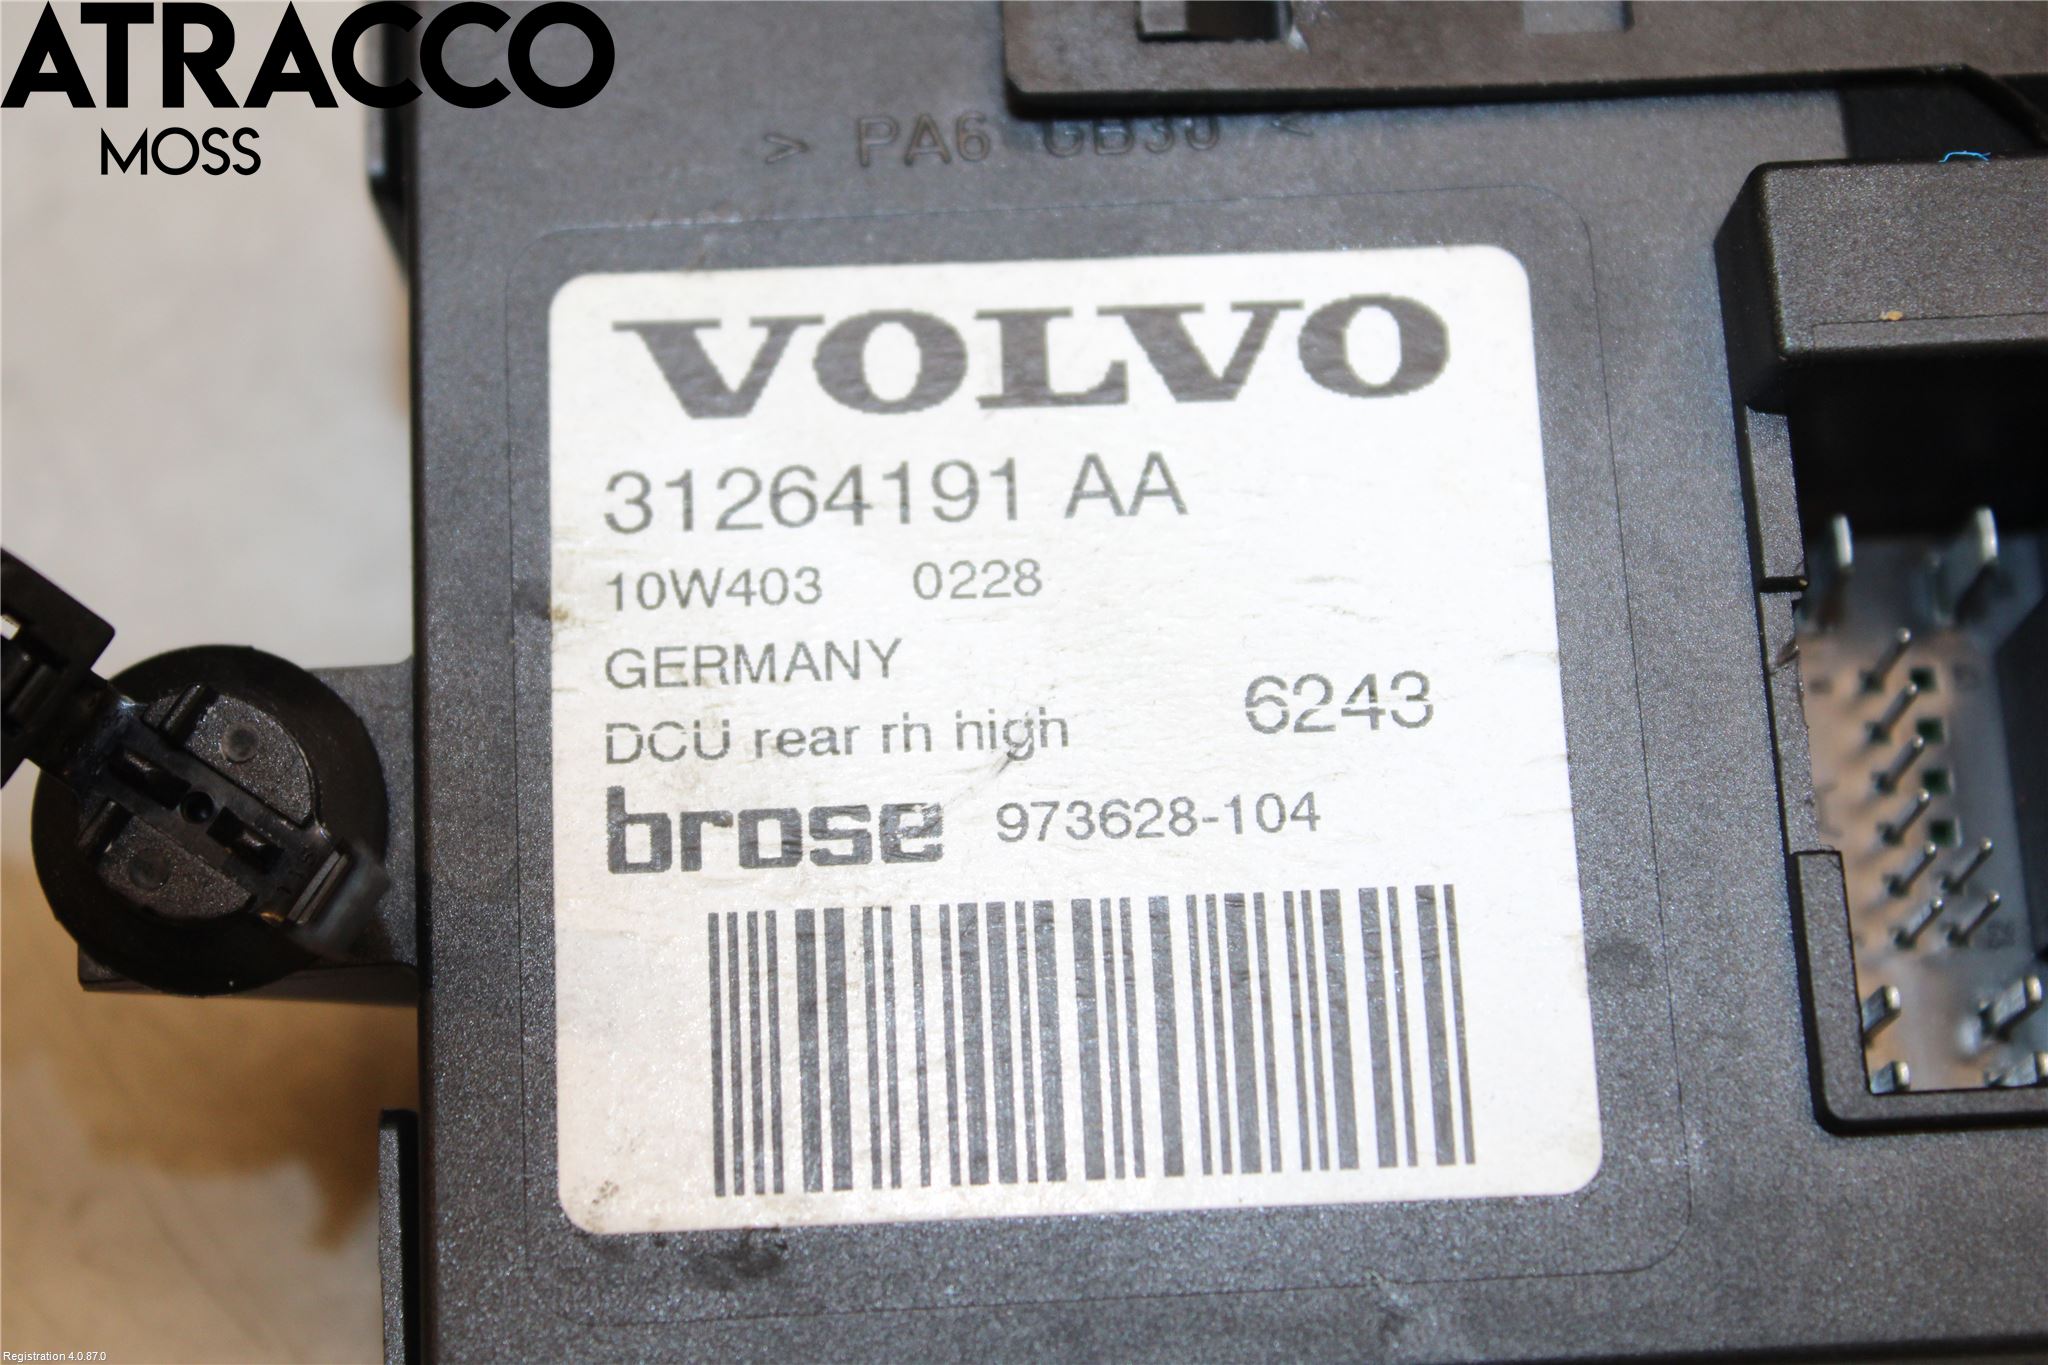 ATRACCO
MOSS
> PA6 GB30 <
VOLVO
31264191 AA
10W403 0228
GERMANY
DCU rear rh high 6243
brose 973628-104
Registration 4.0.87.0